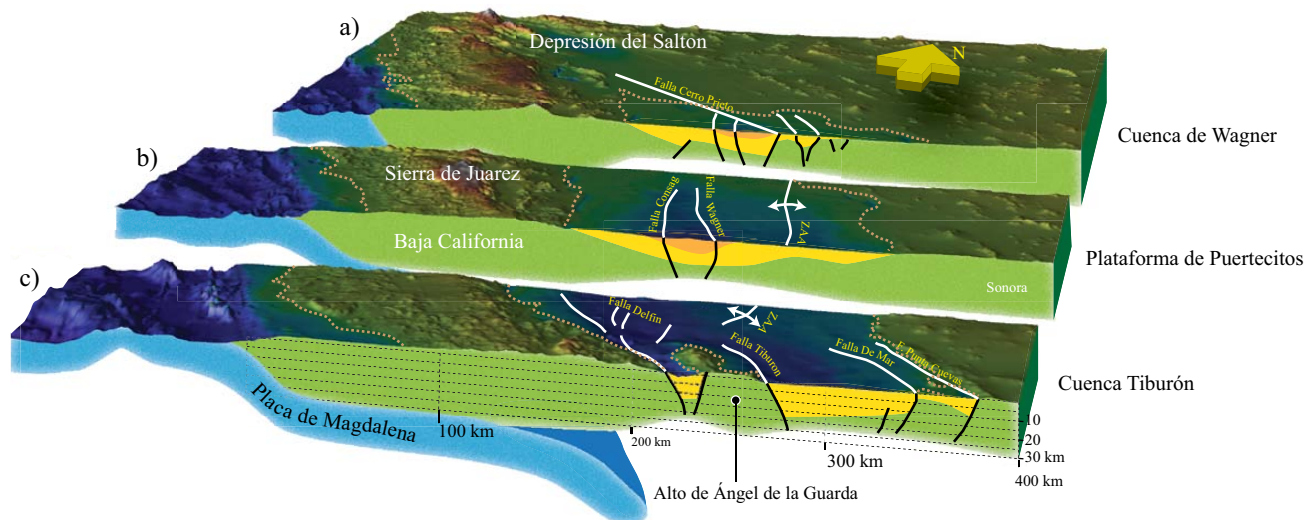 a)
Depresión del Salton
N
Falla Cerro Prieto
Cuenca de Wagner
b)
Sierra de Juarez
Falla Consag
Falla Wagner
ZAA
Baja California
Plataforma de Puertecitos
Sonora
c)
Falla Delfín
ZAA
Falla Tiburon
Falla De Mar
F. Punta Cuevas
Cuenca Tiburón
Placa de Magdalena
100 km
200 km
300 km
400 km
-10
-20
-30 km
Alto de Ángel de la Guarda